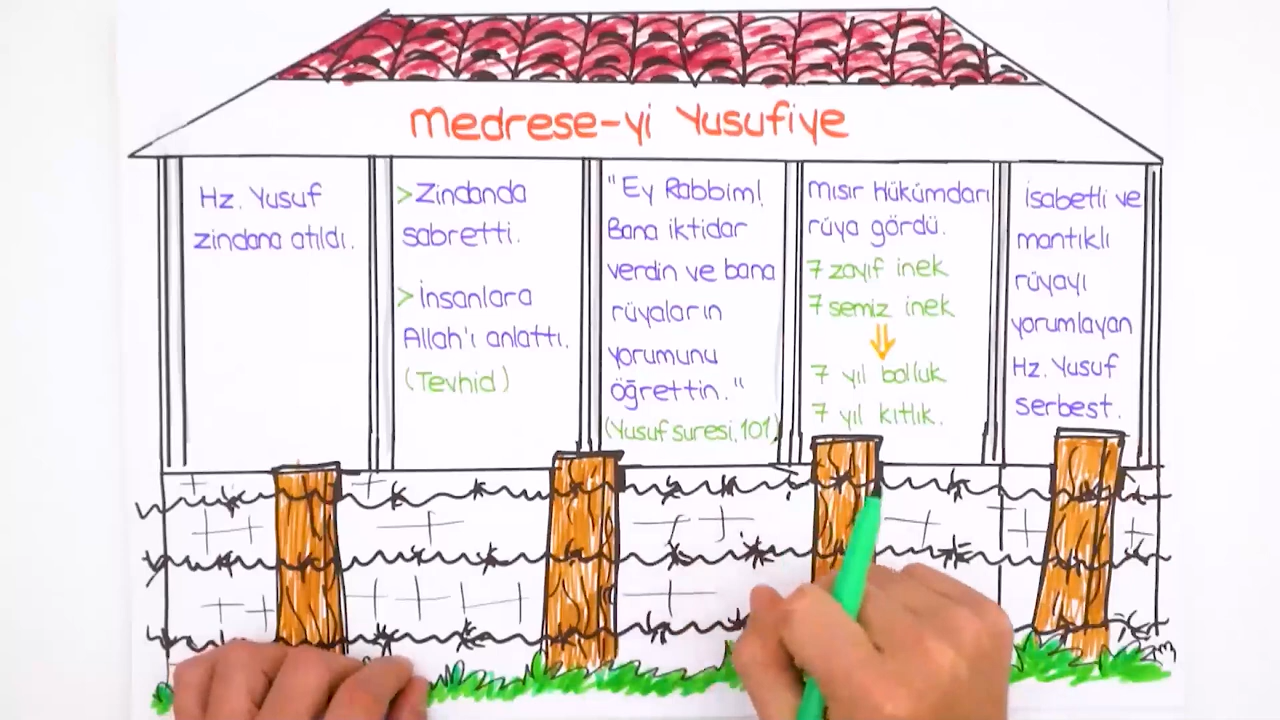 Medrese-yi Yusufiye
Hz. Yusuf
zindana atıldı.
>Zindanda
sabretti.
>İnsanlara
Allah'ı anlattı.
(Tevhid)
"Ey Rabbim!
Bana iktidar
verdin ve bana
rüyaların
yorumunu
öğrettin."
(Yusuf suresi, 101)
Mısır Hükümdarı
rüya gördü.
7 zayıf inek
7 semiz inek
7 yıl bolluk
7 yıl kıtlık.
İsabetli ve
mantıklı
rüyayı
yorumlayan
Hz. Yusuf
serbest.